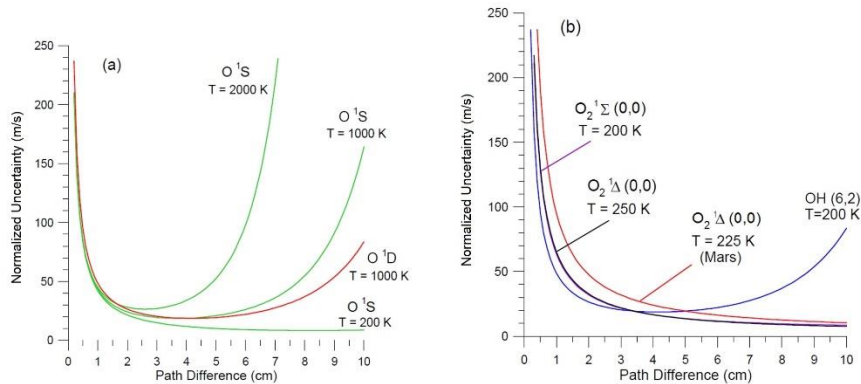 (a)
Normalized Uncertainty (m/s)
250
200
150
100
50
0
0 1 2 3 4 5 6 7 8 9 10
Path Difference (cm)
O ¹S
T = 2000 K
O ¹S
T = 1000 K
O ¹D
T = 1000 K
O ¹S
T = 200 K
(b)
Normalized Uncertainty (m/s)
250
200
150
100
50
0
0 1 2 3 4 5 6 7 8 9 10
Path Difference (cm)
O₂ ¹Σ (0,0)
T = 200 K
O₂ ¹Δ (0,0)
T = 250 K
O₂ ¹Δ (0,0)
T = 225 K
(Mars)
OH (6,2)
T=200 K